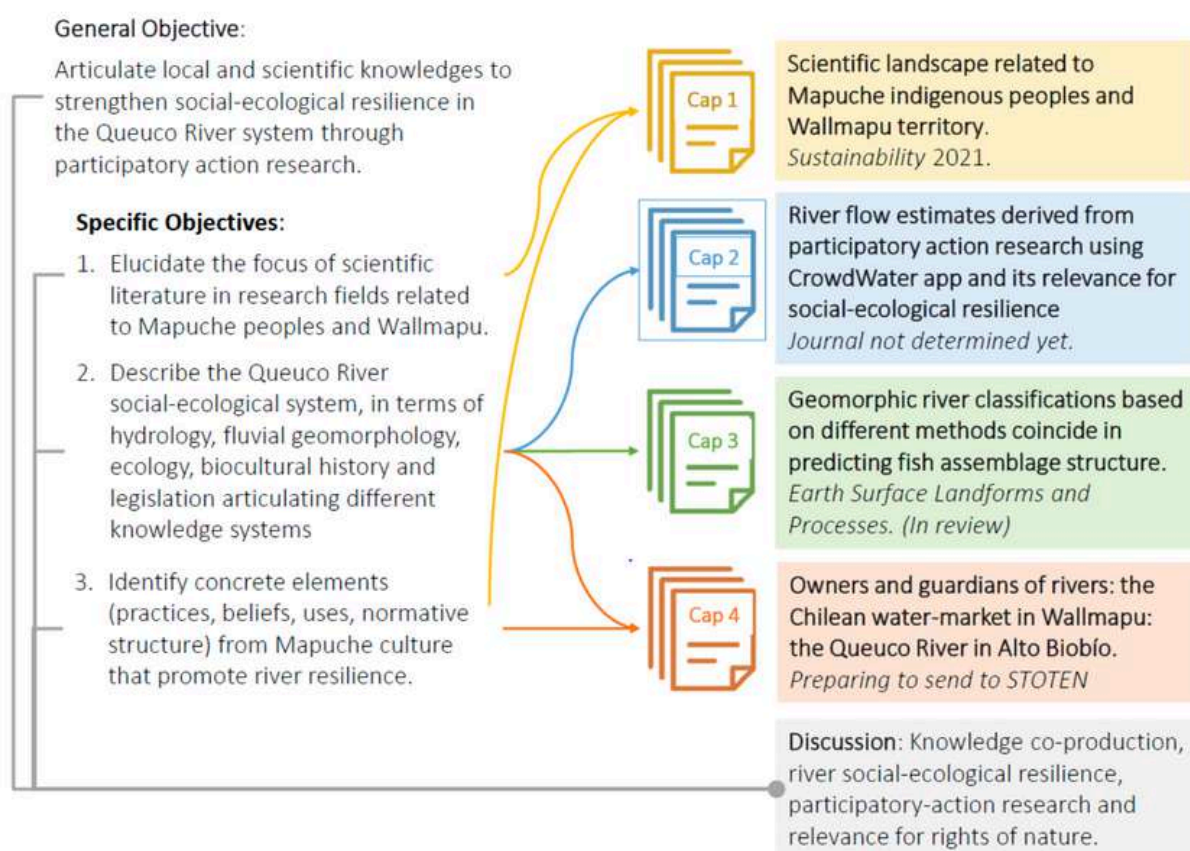 General Objective:
Articulate local and scientific knowledges to
strengthen social-ecological resilience in
the Queuco River system through
participatory action research.
Specific Objectives:
1. Elucidate the focus of scientific
literature in research fields related
to Mapuche peoples and Wallmapu.
2. Describe the Queuco River
social-ecological system, in terms of
hydrology, fluvial geomorphology,
ecology, biocultural history and
legislation articulating different
knowledge systems
3. Identify concrete elements
(practices, beliefs, uses, normative
structure) from Mapuche culture
that promote river resilience.
Cap 1
Scientific landscape related to
Mapuche indigenous peoples and
Wallmapu territory.
Sustainability 2021.
Cap 2
River flow estimates derived from
participatory action research using
CrowdWater app and its relevance for
social-ecological resilience
Journal not determined yet.
Cap 3
Geomorphic river classifications based
on different methods coincide in
predicting fish assemblage structure.
Earth Surface Landforms and
Processes. (In review)
Cap 4
Owners and guardians of rivers: the
Chilean water-market in Wallmapu:
the Queuco River in Alto Biobío.
Preparing to send to STOTEN
Discussion: Knowledge co-production,
river social-ecological resilience,
participatory-action research and
relevance for rights of nature.